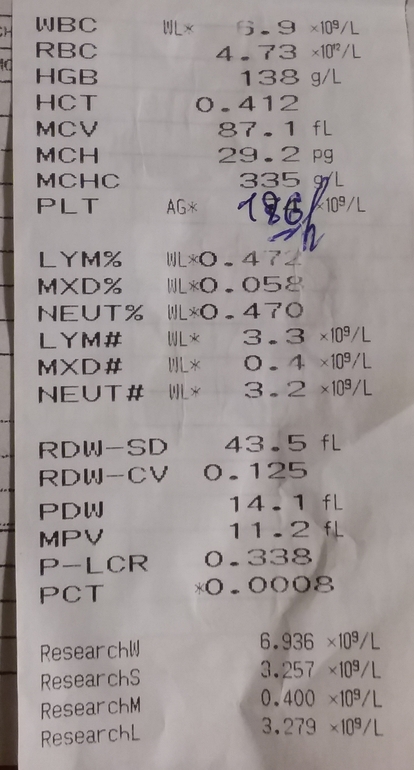 WBC WL* 6.9 ×10⁹/L
RBC 4.73 ×10¹²/L
HGB 138 g/L
HCT 0.412
MCV 87.1 fL
MCH 29.2 pg
MCHC 335 g/L
PLT AG* 186 ×10⁹/L
LYM% WL*0.472
MXD% WL*0.058
NEUT% WL*0.470
LYM# WL* 3.3 ×10⁹/L
MXD# WL* 0.4 ×10⁹/L
NEUT# WL* 3.2 ×10⁹/L
RDW-SD 43.5 fL
RDW-CV 0.125
PDW 14.1 fL
MPV 11.2 fL
P-LCR 0.338
PCT *0.0008
ResearchW 6.936 ×10⁹/L
ResearchS 3.257 ×10⁹/L
ResearchM 0.400 ×10⁹/L
ResearchL 3.279 ×10⁹/L